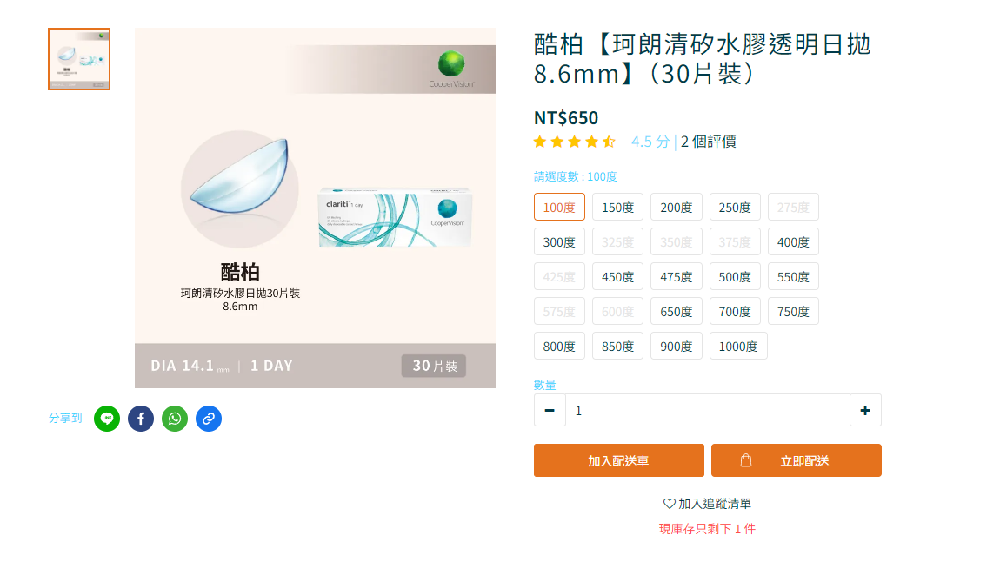 酷柏【珂朗清矽水膠透明日拋
8.6mm】（30片裝）
NT$650
4.5 分 | 2 個評價
請選度數 : 100度
100度 150度 200度 250度 275度
300度 325度 350度 375度 400度
425度 450度 475度 500度 550度
575度 600度 650度 700度 750度
800度 850度 900度 1000度
數量
1
加入配送車 立即配送
加入追蹤清單
現庫存只剩下 1 件
CooperVision
clariti 1 day
CooperVision
酷柏
珂朗清矽水膠日拋30片裝
8.6mm
DIA 14.1 mm | 1 DAY 30片裝
分享到
LINE